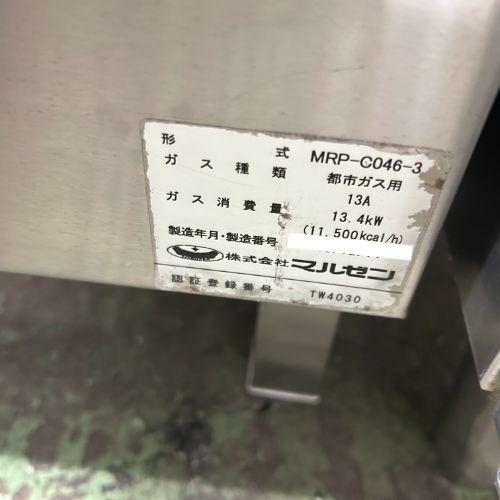 形式 MRP-C046-3
ガス種類 都市ガス用
13A
ガス消費量 13.4kW
(11,500kcal/h)
製造年月・製造番号
株式会社マルゼン
認証登録番号 TW4030